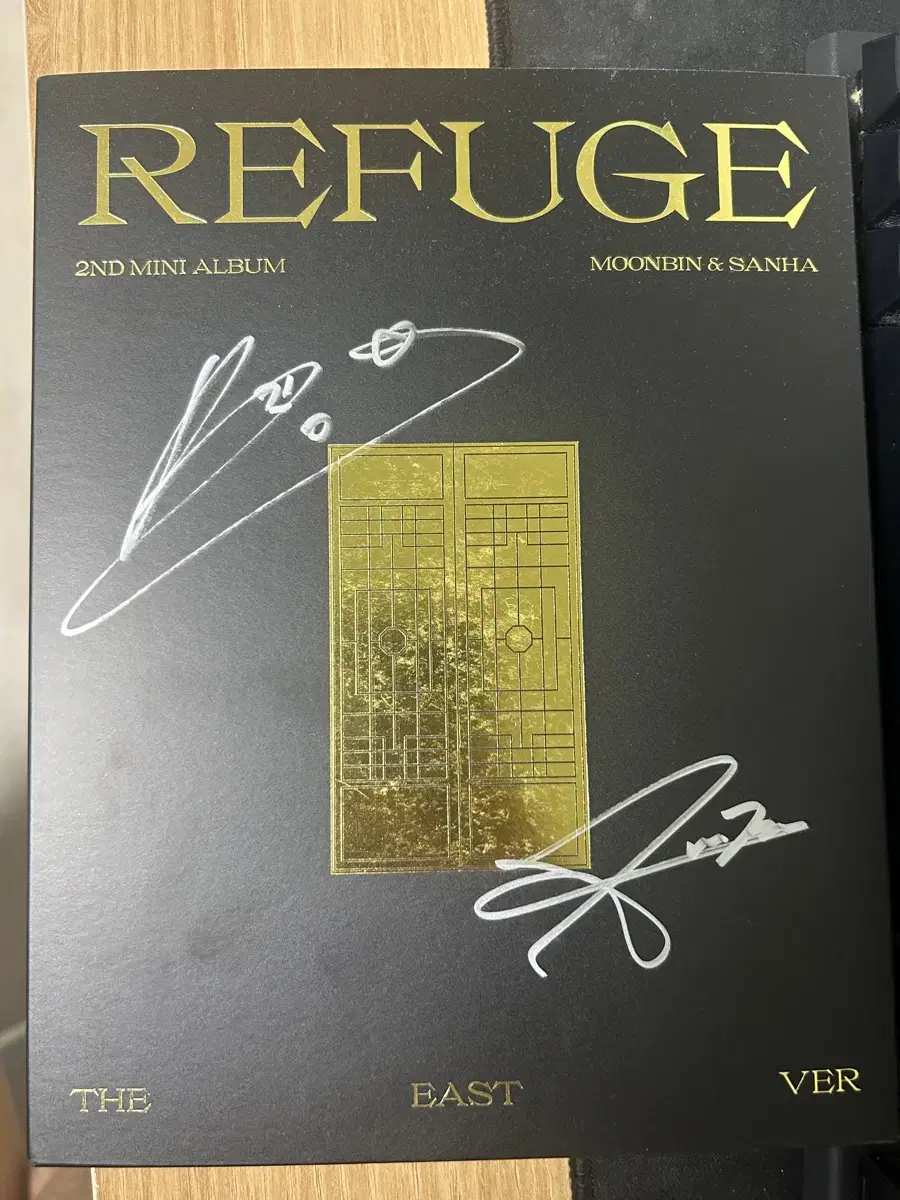 REFUGE
2ND MINI ALBUM MOONBIN & SANHA
THE EAST VER